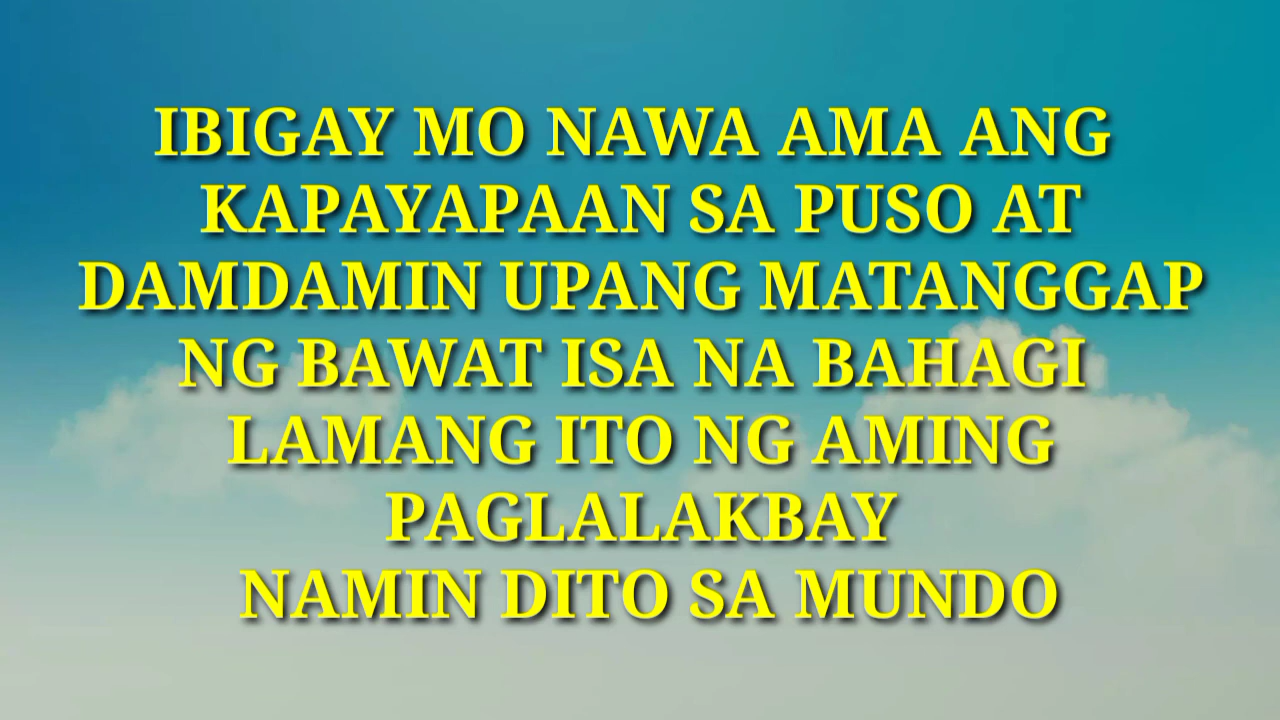 IBIGAY MO NAWA AMA ANG
KAPAYAPAAN SA PUSO AT
DAMDAMIN UPANG MATANGGAP
NG BAWAT ISA NA BAHAGI
LAMANG ITO NG AMING
PAGLALAKBAY
NAMIN DITO SA MUNDO